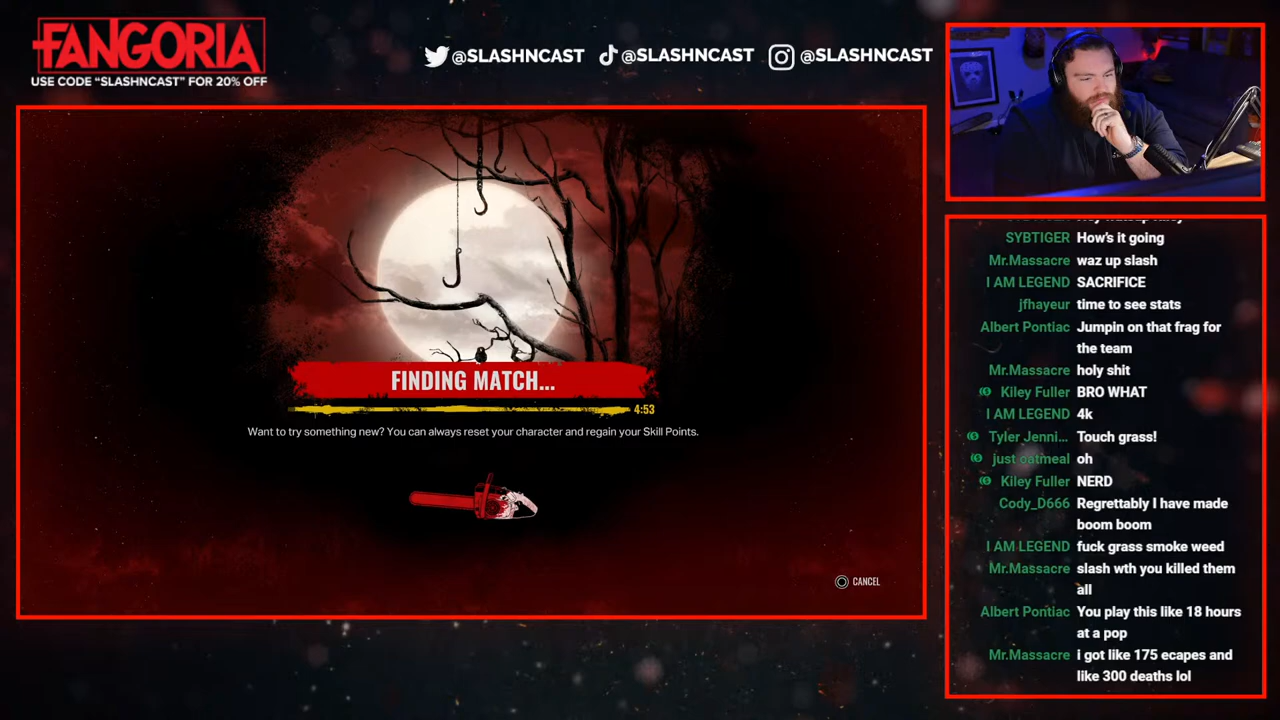 FANGORIA
USE CODE "SLASHNCAST" FOR 20% OFF
@SLASHNCAST @SLASHNCAST @SLASHNCAST
FINDING MATCH...
4:53
Want to try something new? You can always reset your character and regain your Skill Points.
CANCEL
SYBTIGER How's it going
Mr.Massacre waz up slash
I AM LEGEND SACRIFICE
jfhayeur time to see stats
Albert Pontiac Jumpin on that frag for
the team
Mr.Massacre holy shit
Kiley Fuller BRO WHAT
I AM LEGEND 4k
Tyler Jenni... Touch grass!
just oatmeal oh
Kiley Fuller NERD
Cody_D666 Regrettably I have made
boom boom
I AM LEGEND fuck grass smoke weed
Mr.Massacre slash wth you killed them
all
Albert Pontiac You play this like 18 hours
at a pop
Mr.Massacre i got like 175 ecapes and
like 300 deaths lol